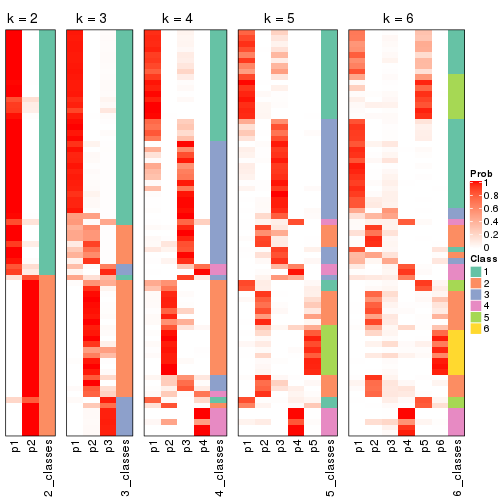 k = 2
k = 3
k = 4
k = 5
k = 6
Prob
1
0.8
0.6
0.4
0.2
0
Class
1
2
3
4
5
6
p1
p2
2_classes
p1
p2
p3
3_classes
p1
p2
p3
p4
4_classes
p1
p2
p3
p4
p5
5_classes
p1
p2
p3
p4
p5
p6
6_classes